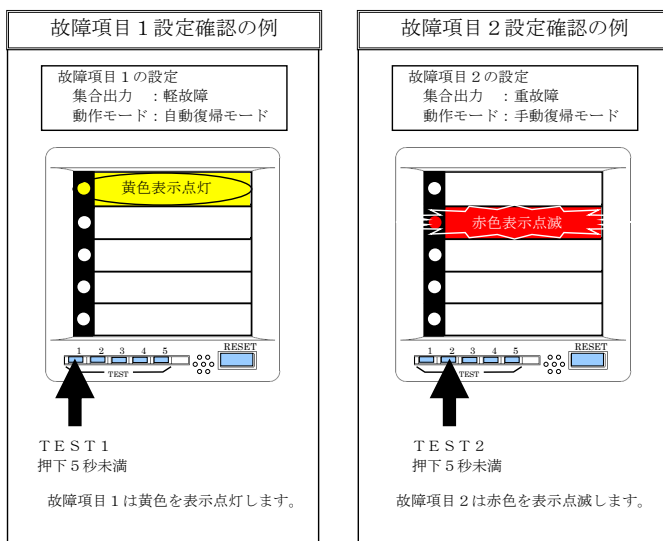 故障項目１設定確認の例
故障項目１の設定
集合出力　：軽故障
動作モード：自動復帰モード
黄色表示点灯
1 2 3 4 5
RESET
TEST
ＴＥＳＴ１
押下５秒未満
故障項目１は黄色を表示点灯します。
故障項目２設定確認の例
故障項目２の設定
集合出力　：重故障
動作モード：手動復帰モード
赤色表示点滅
1 2 3 4 5
RESET
TEST
ＴＥＳＴ２
押下５秒未満
故障項目２は赤色を表示点滅します。